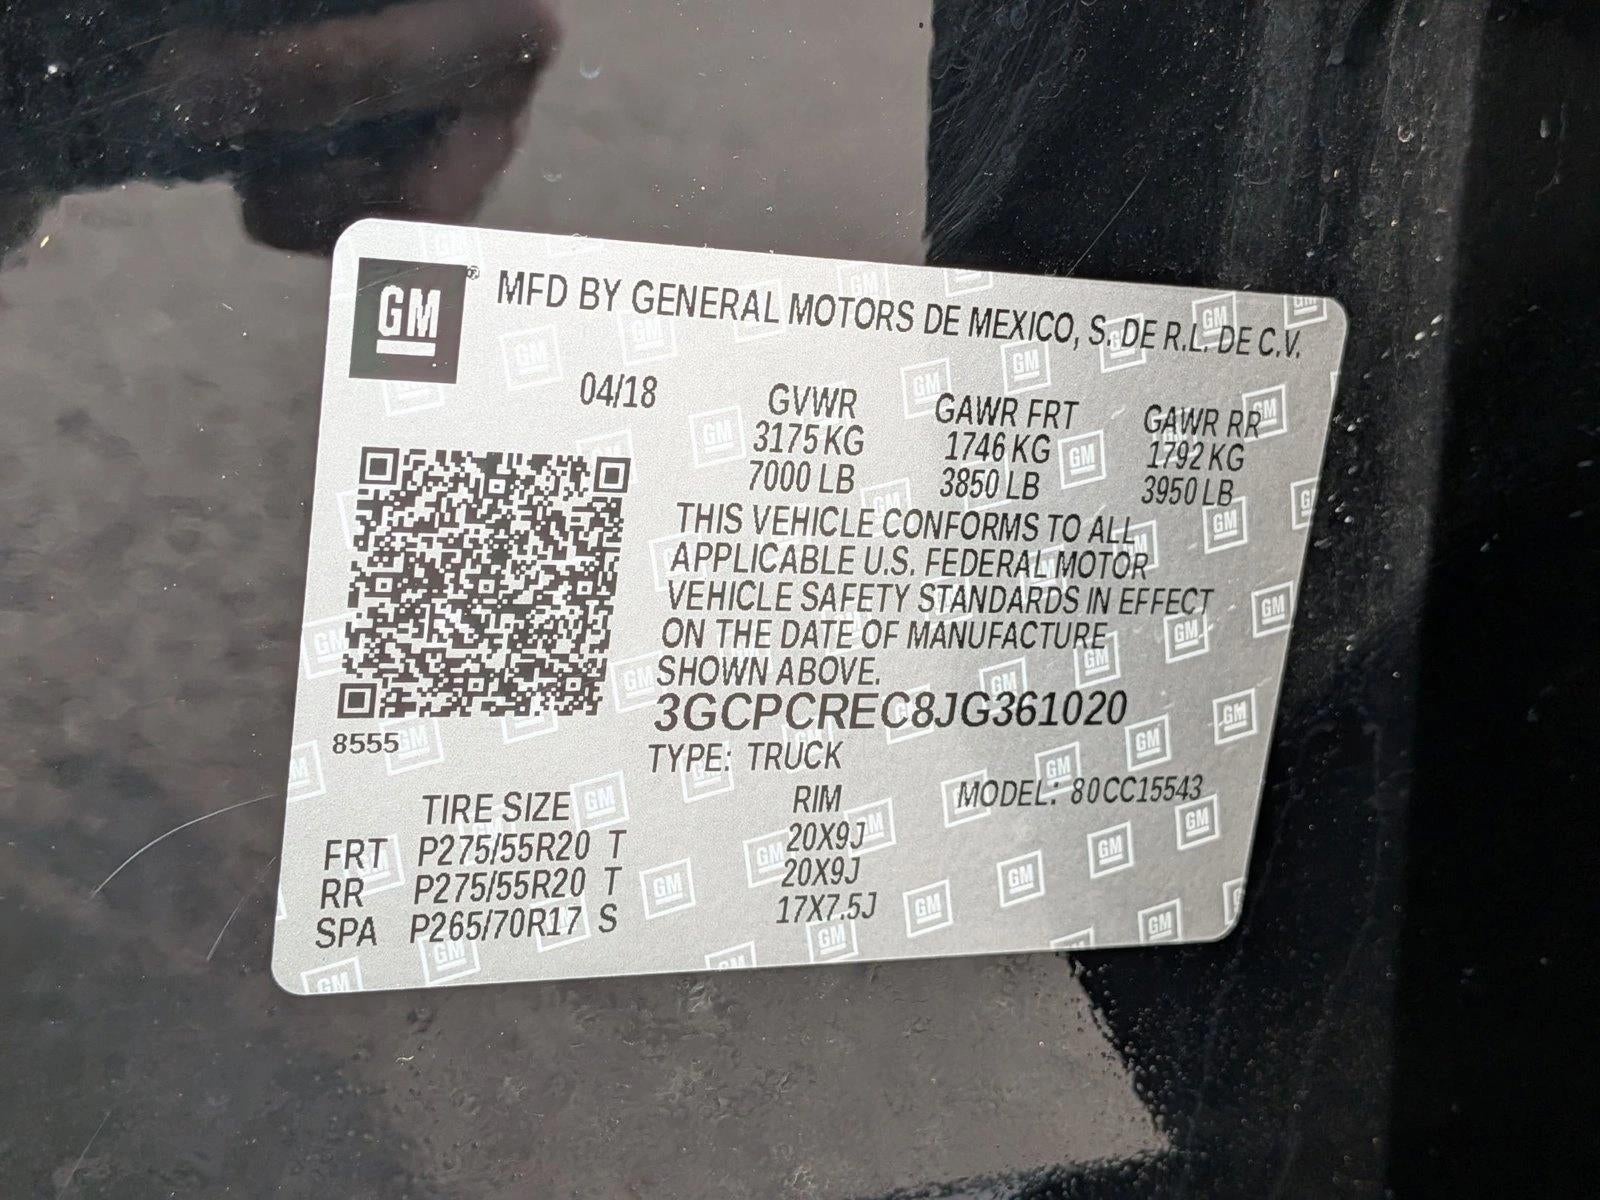 GM® MFD BY GENERAL MOTORS DE MEXICO, S. DE R.L. DE C.V.
04/18 GVWR GAWR FRT GAWR RR
3175 KG 1746 KG 1792 KG
7000 LB 3850 LB 3950 LB
THIS VEHICLE CONFORMS TO ALL
APPLICABLE U.S. FEDERAL MOTOR
VEHICLE SAFETY STANDARDS IN EFFECT
ON THE DATE OF MANUFACTURE
SHOWN ABOVE.
3GCPCREC8JG361020
8555
TYPE: TRUCK
TIRE SIZE RIM MODEL: 80CC15543
FRT P275/55R20 T 20X9J
RR P275/55R20 T 20X9J
SPA P265/70R17 S 17X7.5J